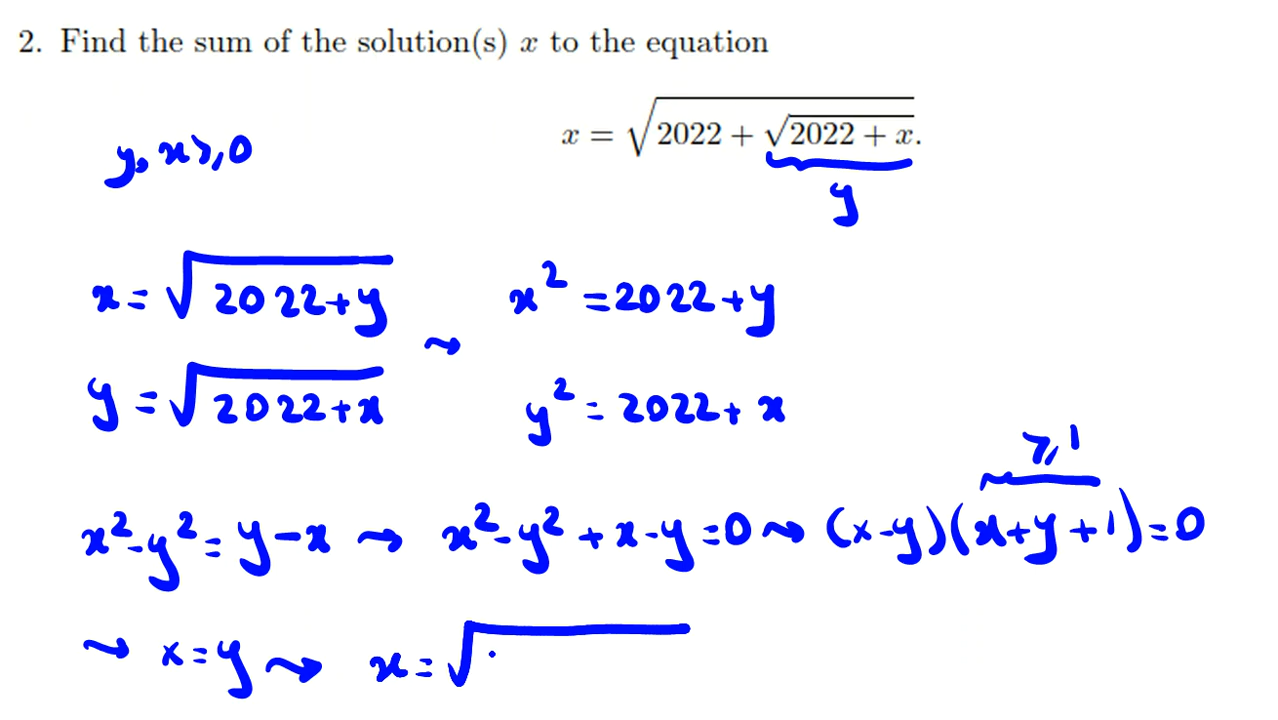 2. Find the sum of the solution(s) x to the equation
x = √(2022 + √(2022 + x)).
y, x ≥ 0
y
x = √(2022+y)
x² = 2022+y
y = √(2022+x)
⇝
y² = 2022+x
≥1
x²-y² = y-x → x²-y²+x-y=0 ⇝ (x-y)(x+y+1)=0
⇝ x=y ⇝ x=√